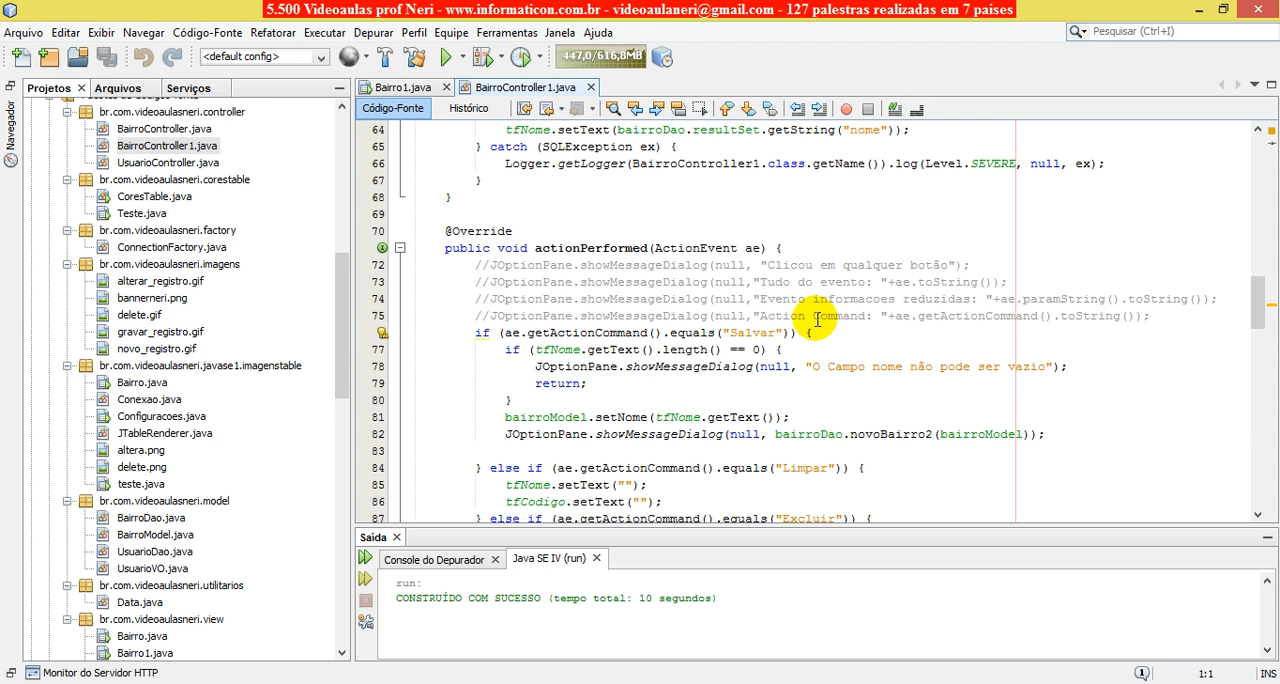 5.500 Videoaulas prof Neri - www.informaticon.com.br - videoaulaneri@gmail.com - 127 palestras realizadas em 7 paises
Arquivo Editar Exibir Navegar Código-Fonte Refatorar Executar Depurar Perfil Equipe Ferramentas Janela Ajuda
Pesquisar (Ctrl+I)
<default config>
447,0/616,8MB
Projetos
Arquivos
Serviços
Navegador
br.com.videoaulasneri.controller
BairroController.java
BairroController1.java
UsuarioController.java
br.com.videoaulasneri.corestable
CoresTable.java
Teste.java
br.com.videoaulasneri.factory
ConnectionFactory.java
br.com.videoaulasneri.imagens
alterar_registro.gif
bannerneri.png
delete.gif
gravar_registro.gif
novo_registro.gif
br.com.videoaulasneri.javase1.imagenstable
Bairro.java
Conexao.java
Configuracoes.java
JTableRenderer.java
altera.png
delete.png
teste.java
br.com.videoaulasneri.model
BairroDao.java
BairroModel.java
UsuarioDao.java
UsuarioVO.java
br.com.videoaulasneri.utilitarios
Data.java
br.com.videoaulasneri.view
Bairro.java
Bairro1.java
Bairro1.java
BairroController1.java
Código-Fonte
Histórico
64 tfNome.setText(bairroDao.resultSet.getString("nome"));
65 } catch (SQLException ex) {
66 Logger.getLogger(BairroController1.class.getName()).log(Level.SEVERE, null, ex);
67 }
68 }
69
70 @Override
public void actionPerformed(ActionEvent ae) {
72 //JOptionPane.showMessageDialog(null, "Clicou em qualquer botão");
73 //JOptionPane.showMessageDialog(null,"Tudo do evento: "+ae.toString());
74 //JOptionPane.showMessageDialog(null,"Evento informacoes reduzidas: "+ae.paramString().toString());
75 //JOptionPane.showMessageDialog(null,"Action Command: "+ae.getActionCommand().toString());
if (ae.getActionCommand().equals("Salvar")) {
77 if (tfNome.getText().length() == 0) {
78 JOptionPane.showMessageDialog(null, "O Campo nome não pode ser vazio");
79 return;
80 }
81 bairroModel.setNome(tfNome.getText());
82 JOptionPane.showMessageDialog(null, bairroDao.novoBairro2(bairroModel));
83
84 } else if (ae.getActionCommand().equals("Limpar")) {
85 tfNome.setText("");
86 tfCodigo.setText("");
87 } else if (ae.getActionCommand().equals("Excluir")) {
Saída
Console do Depurador
Java SE IV (run)
run:
CONSTRUÍDO COM SUCESSO (tempo total: 10 segundos)
Monitor do Servidor HTTP
1
1:1
INS